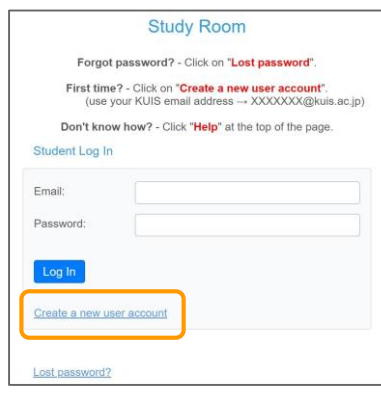 Study Room
Forgot password? - Click on "Lost password".
First time? - Click on "Create a new user account".
(use your KUIS email address → XXXXXXX@kuis.ac.jp)
Don't know how? - Click "Help" at the top of the page.
Student Log In
Email:
Password:
Log In
Create a new user account
Lost password?